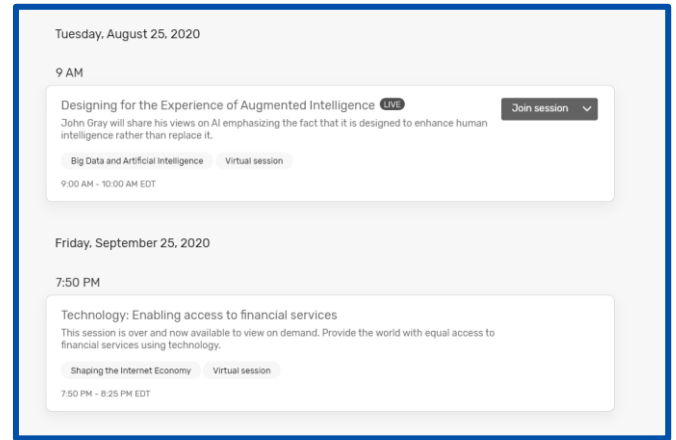 Tuesday, August 25, 2020
9 AM
Designing for the Experience of Augmented Intelligence LIVE
Join session
John Gray will share his views on AI emphasizing the fact that it is designed to enhance human
intelligence rather than replace it.
Big Data and Artificial Intelligence Virtual session
9:00 AM - 10:00 AM EDT
Friday, September 25, 2020
7:50 PM
Technology: Enabling access to financial services
This session is over and now available to view on demand. Provide the world with equal access to
financial services using technology.
Shaping the Internet Economy Virtual session
7:50 PM - 8:25 PM EDT